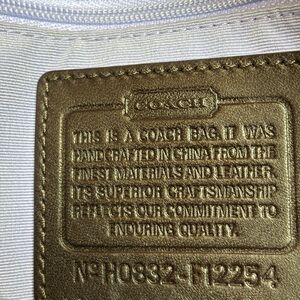 COACH
THIS IS A COACH BAG. IT WAS
HANDCRAFTED IN CHINA FROM THE
FINEST MATERIALS AND LEATHER.
ITS SUPERIOR CRAFTSMANSHIP
REFLECTS OUR COMMITMENT TO
ENDURING QUALITY.
Nº H0832-F12254